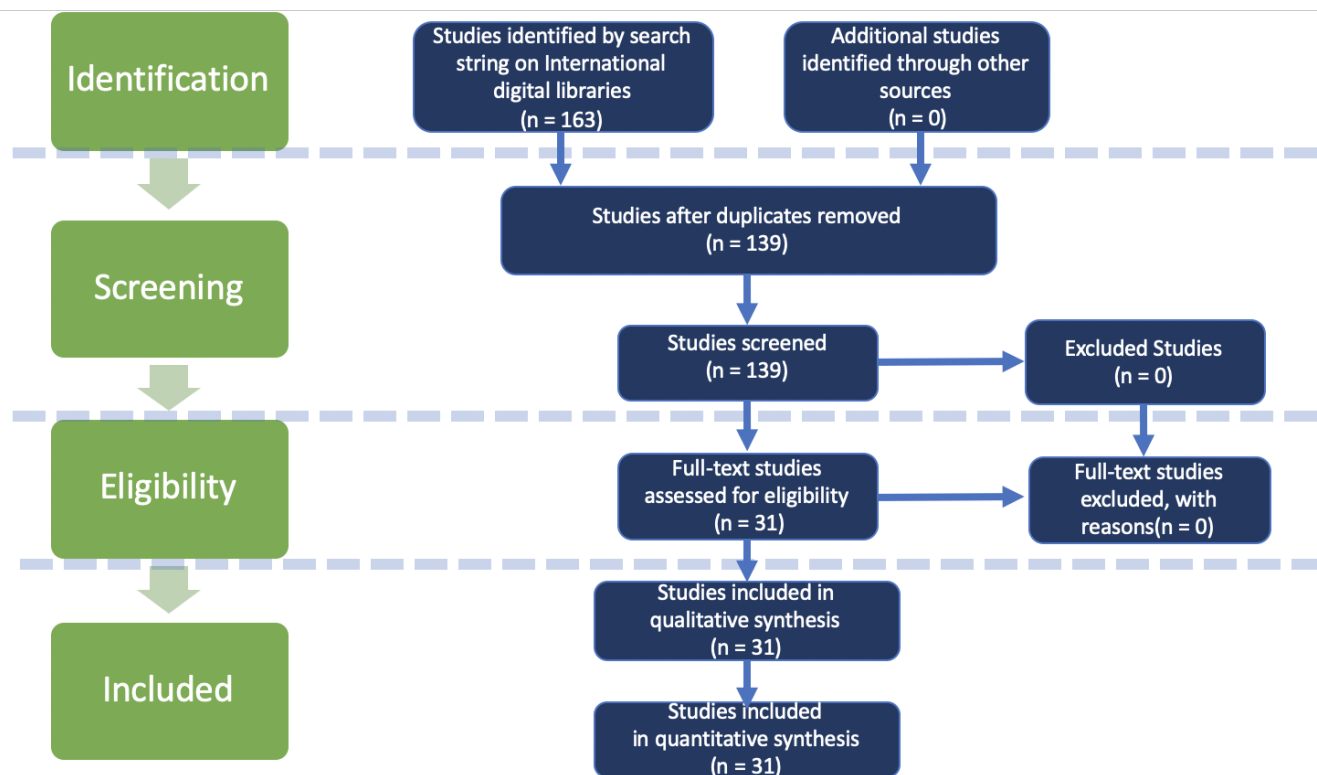 Identification
Studies identified by search
string on International
digital libraries
(n = 163)
Additional studies
identified through other
sources
(n = 0)
Studies after duplicates removed
(n = 139)
Screening
Studies screened
(n = 139)
Excluded Studies
(n = 0)
Eligibility
Full-text studies
assessed for eligibility
(n = 31)
Full-text studies
excluded, with
reasons(n = 0)
Included
Studies included in
qualitative synthesis
(n = 31)
Studies included
in quantitative synthesis
(n = 31)